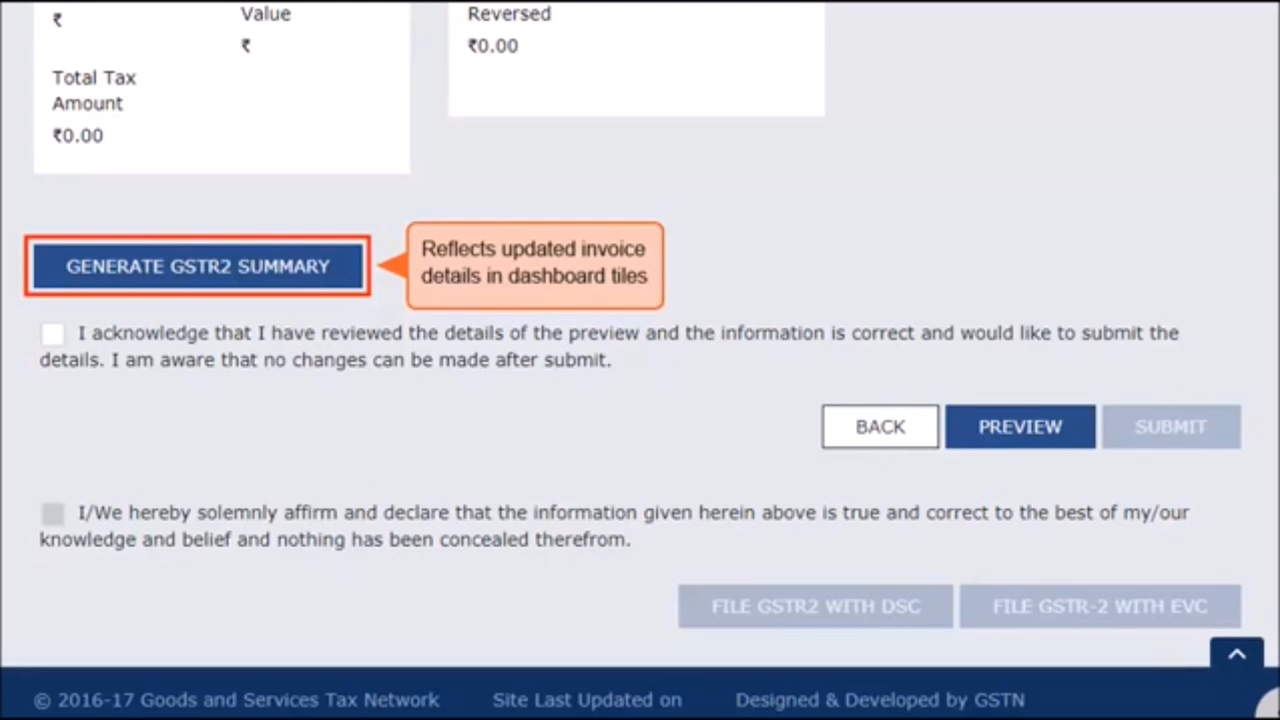 ₹
Value
₹
Total Tax
Amount
₹0.00
Reversed
₹0.00
GENERATE GSTR2 SUMMARY
Reflects updated invoice
details in dashboard tiles
I acknowledge that I have reviewed the details of the preview and the information is correct and would like to submit the
details. I am aware that no changes can be made after submit.
BACK
PREVIEW
SUBMIT
I/We hereby solemnly affirm and declare that the information given herein above is true and correct to the best of my/our
knowledge and belief and nothing has been concealed therefrom.
FILE GSTR2 WITH DSC
FILE GSTR-2 WITH EVC
© 2016-17 Goods and Services Tax Network
Site Last Updated on
Designed & Developed by GSTN